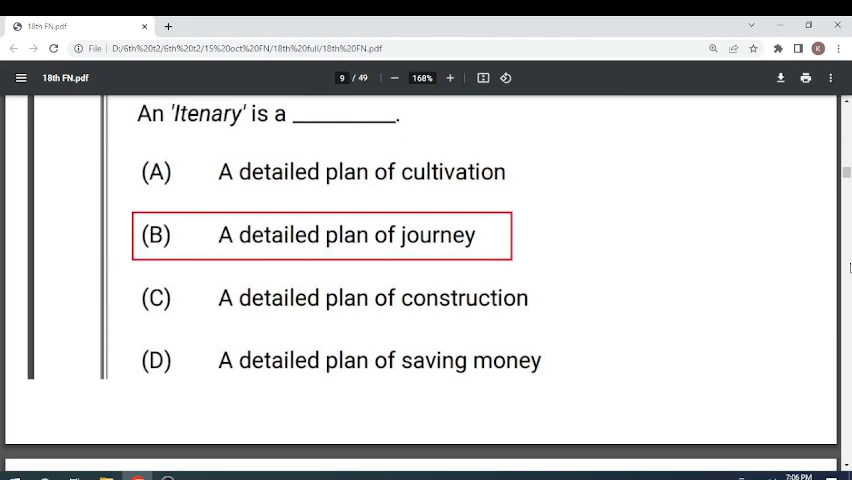 18th FN.pdf
File
D:/6th%20t2/6th%20t2/15%20oct%20FN/18th%20full/18th%20FN.pdf
K
18th FN.pdf
9 / 49
168%
An 'Itenary' is a __________.
(A) A detailed plan of cultivation
(B) A detailed plan of journey
(C) A detailed plan of construction
(D) A detailed plan of saving money
7:06 PM